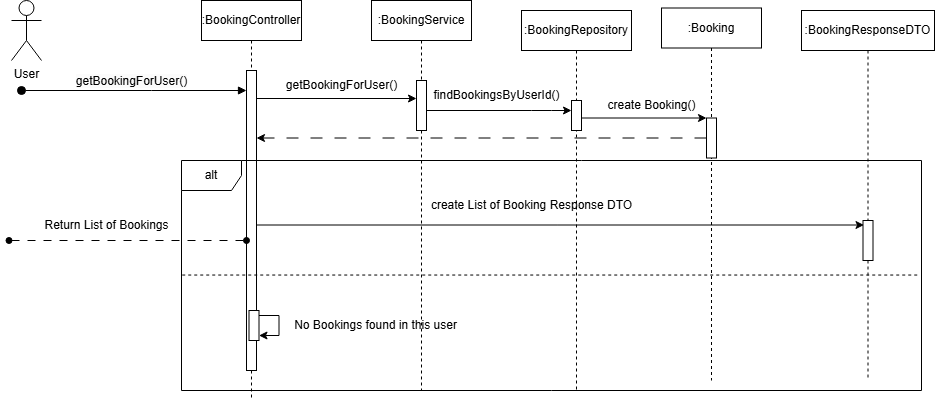 :BookingController
:BookingService
:BookingRepository
:Booking
:BookingResponseDTO
User
getBookingForUser()
getBookingForUser()
findBookingsByUserId()
create Booking()
alt
create List of Booking Response DTO
Return List of Bookings
No Bookings found in this user